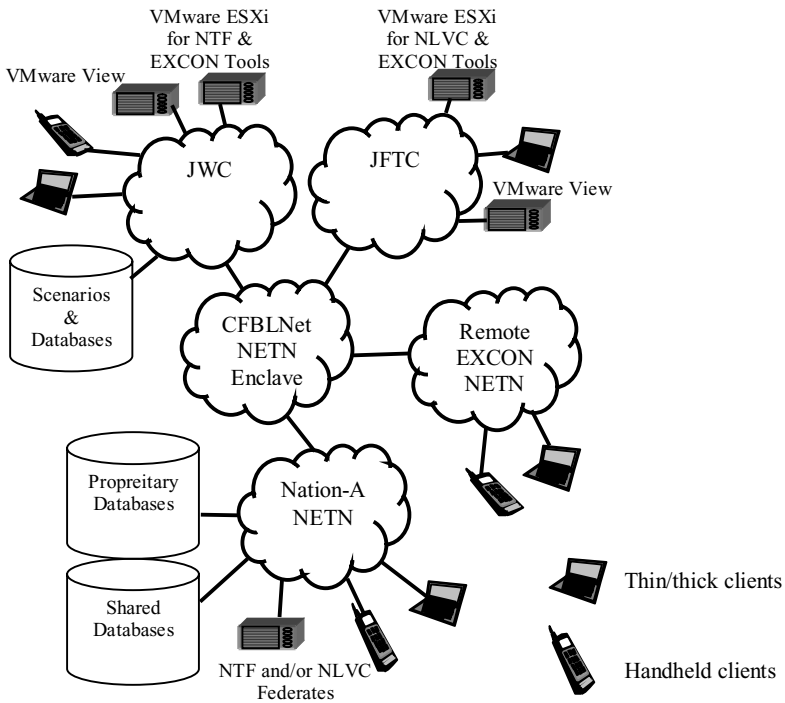 VMware ESXi
for NTF &
EXCON Tools
VMware ESXi
for NLVC &
EXCON Tools
VMware View
JWC
JFTC
VMware View
Scenarios
&
Databases
CFBLNet
NETN
Enclave
Remote
EXCON
NETN
Propreitary
Databases
Nation-A
NETN
Shared
Databases
NTF and/or NLVC
Federates
Thin/thick clients
Handheld clients